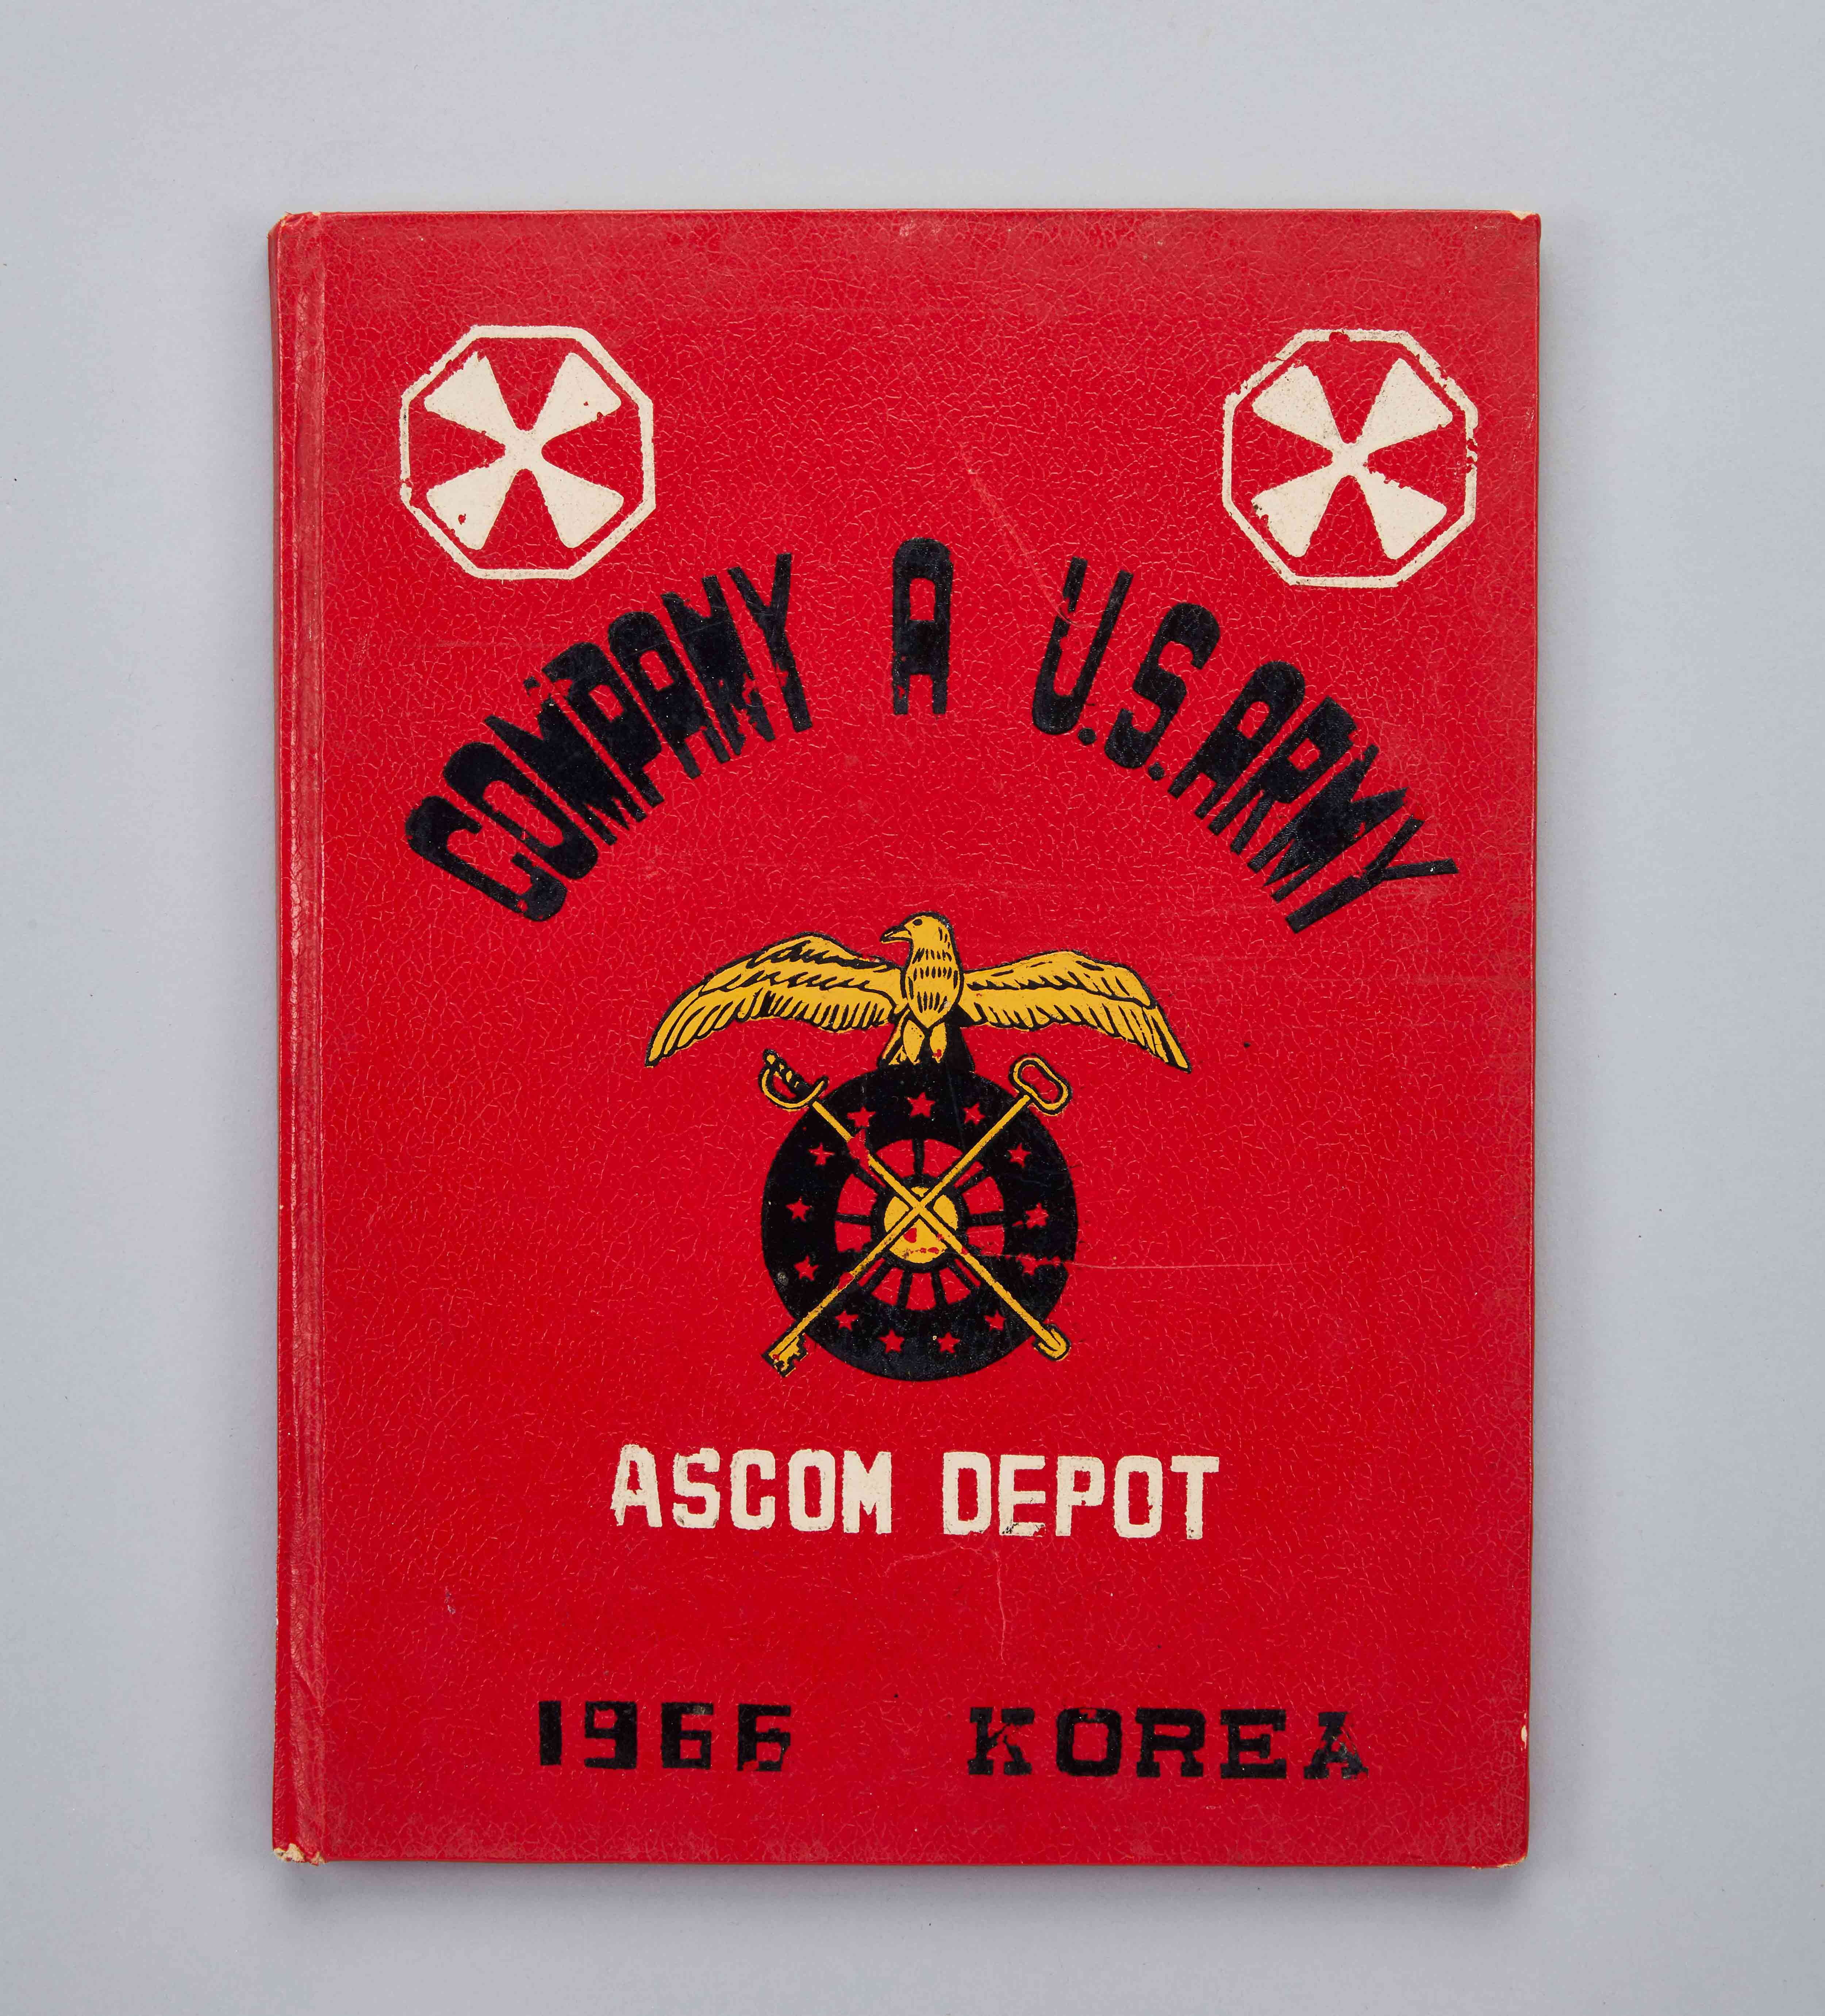 COMPANY A U.S.ARMY
ASCOM DEPOT
1966 KOREA